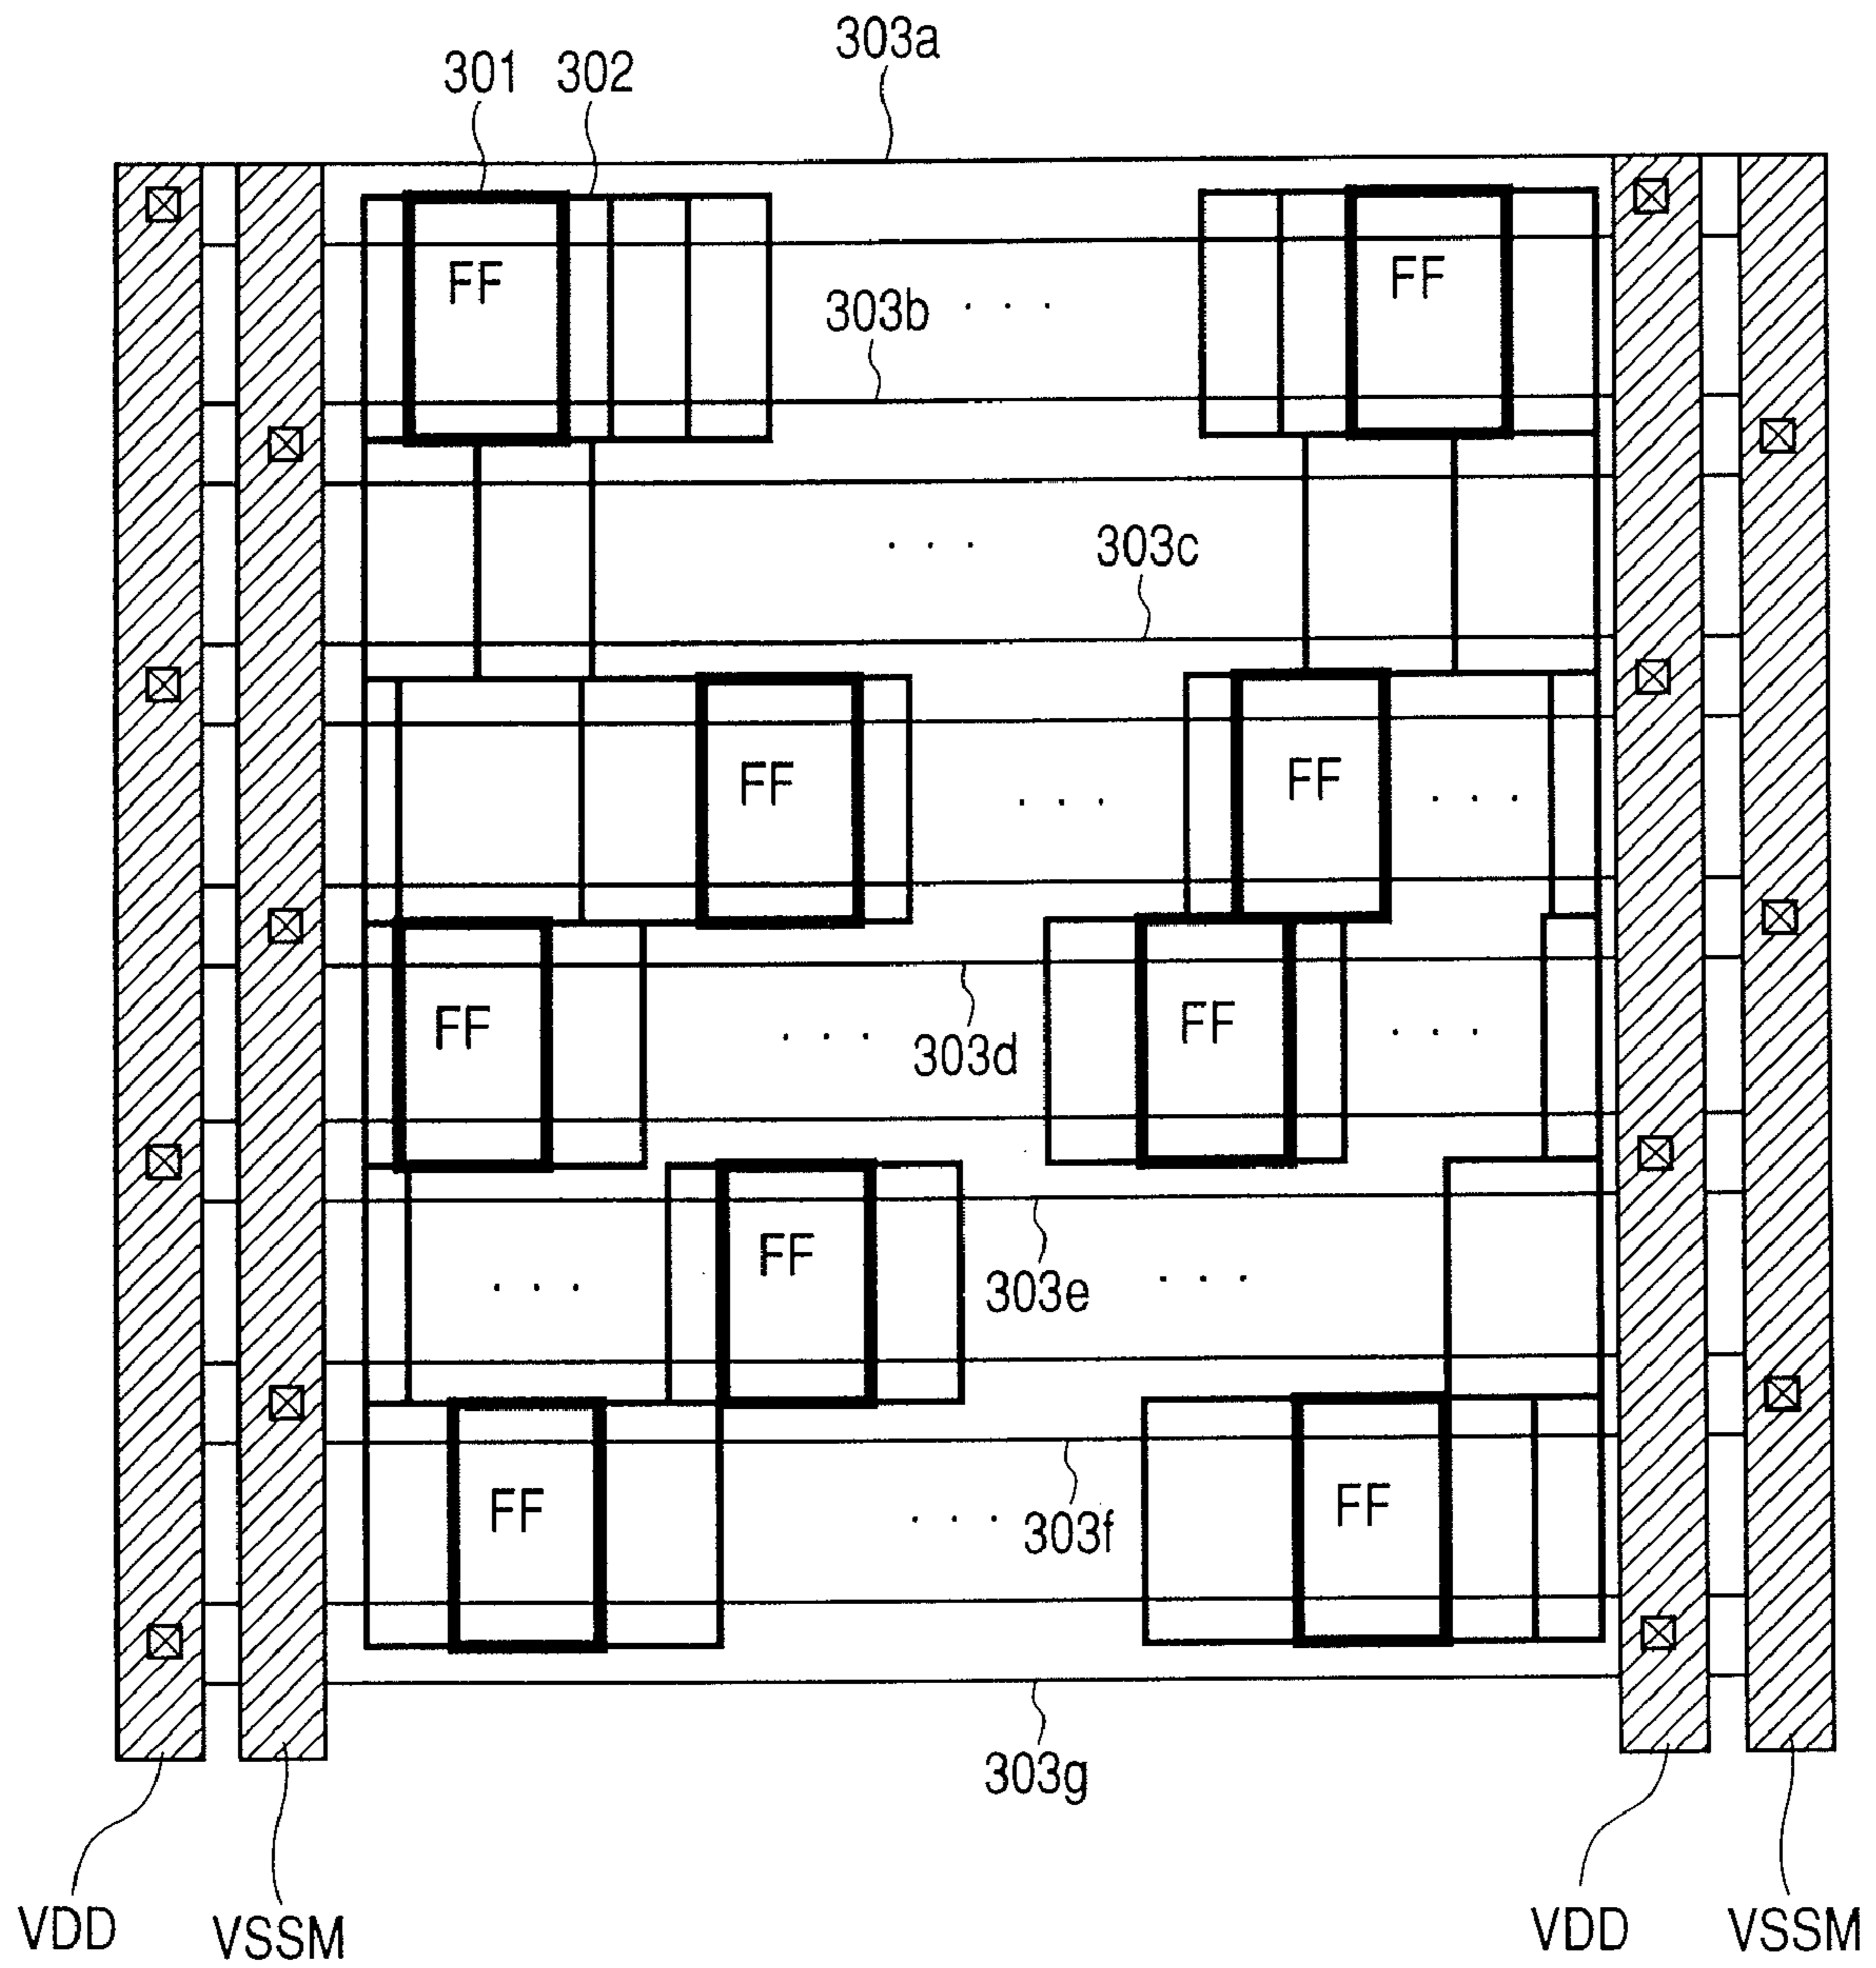 303a
301 302
FF FF
303b . . .
. . . 303c
FF . . . FF . . .
FF . . . 303d FF . . .
. . . FF 303e . . .
FF . . . 303f FF
303g
VDD VSSM VDD VSSM